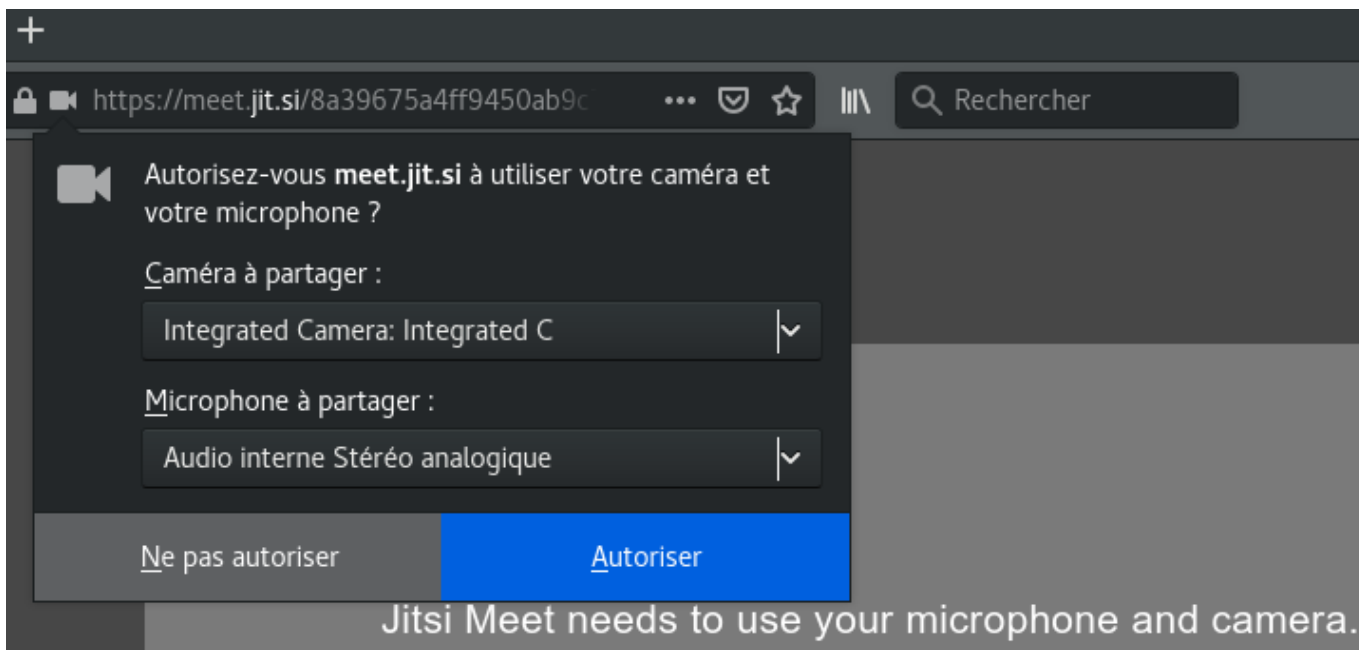 https://meet.jit.si/8a39675a4ff9450ab9c
Rechercher
Autorisez-vous meet.jit.si à utiliser votre caméra et
votre microphone ?
Caméra à partager :
Integrated Camera: Integrated C
Microphone à partager :
Audio interne Stéréo analogique
Ne pas autoriser
Autoriser
Jitsi Meet needs to use your microphone and camera.